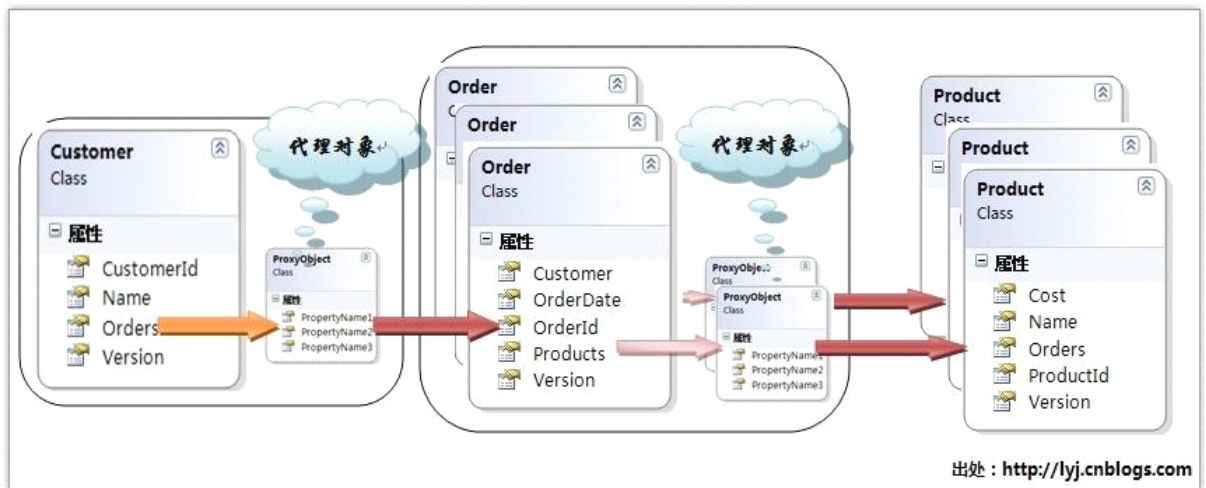 Customer
Class
属性
CustomerId
Name
Orders
Version
代理对象
ProxyObject
Class
属性
PropertyName1
PropertyName2
PropertyName3
Order
Order
Order
Class
属性
Customer
OrderDate
OrderId
Products
Version
代理对象
ProxyObject
Class
ProxyObject
Class
属性
PropertyName1
PropertyName2
PropertyName3
Product
Class
Product
Product
Class
属性
Cost
Name
Orders
ProductId
Version
出处：http://lyj.cnblogs.com